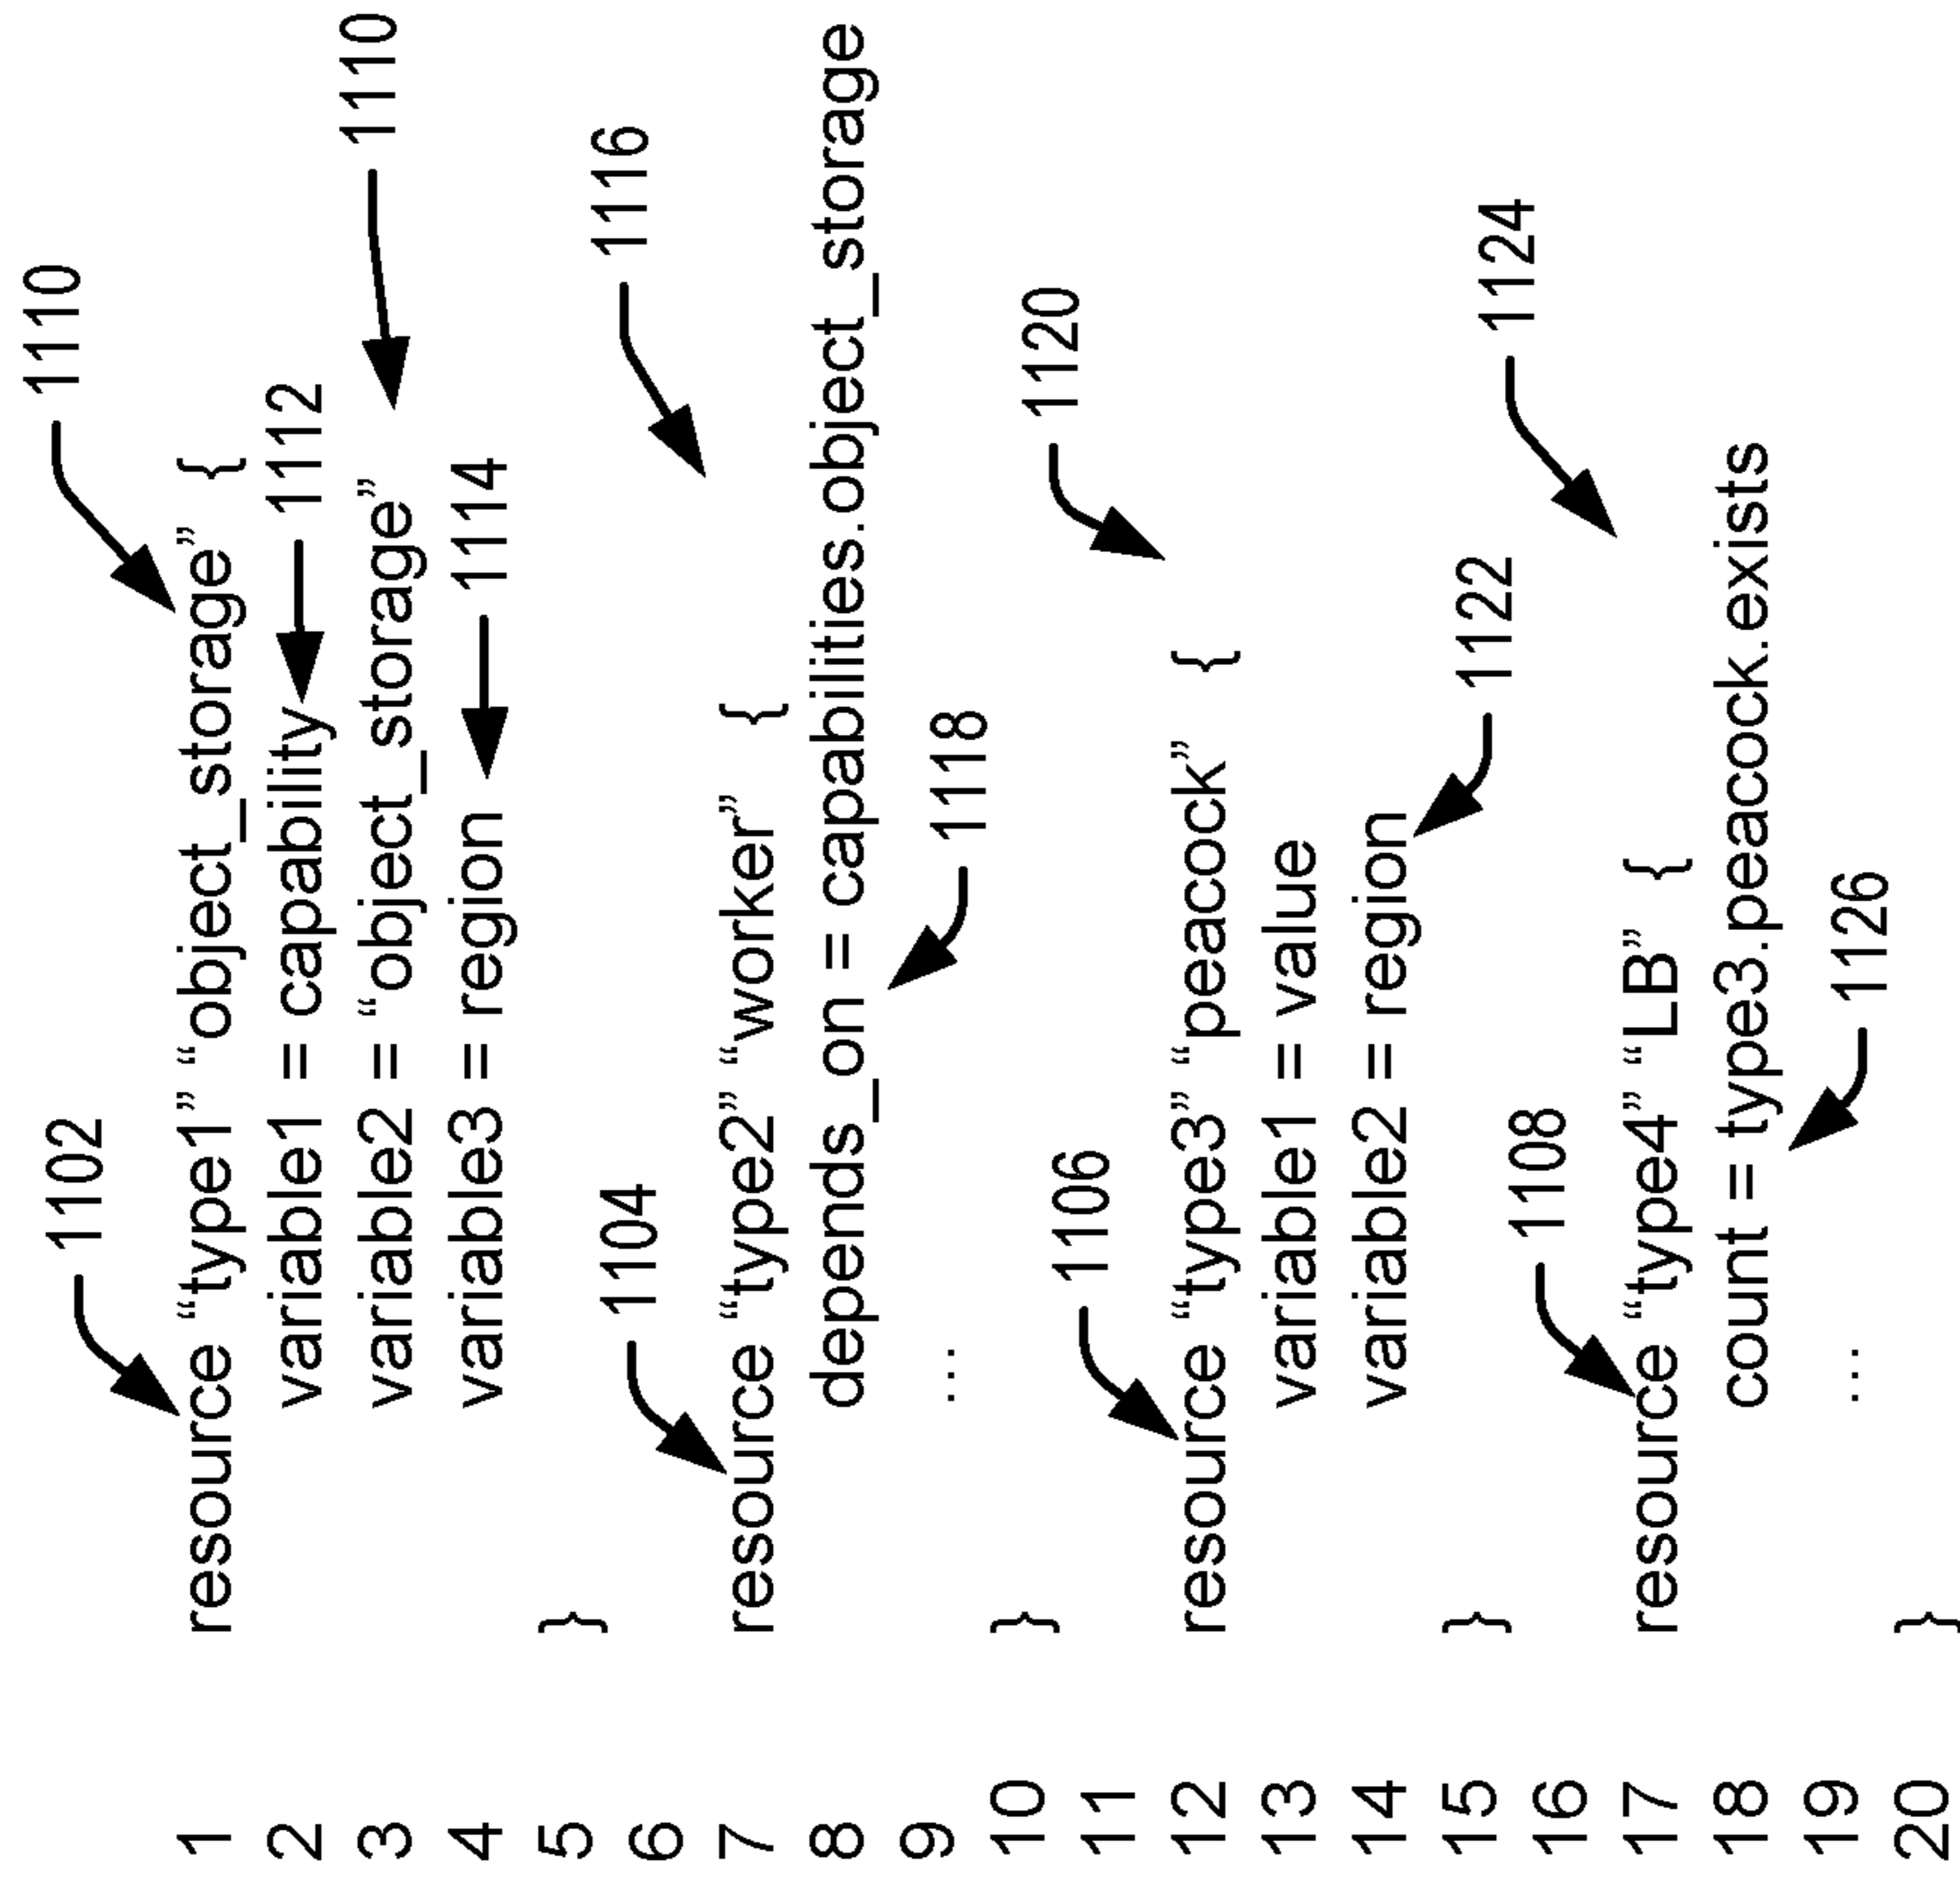 1102 1110
1 resource “type1” “object_storage” {
2 variable1 = capability 1112
3 variable2 = “object_storage” 1110
4 variable3 = region 1114
5 }
6 1104 1116
7 resource “type2” “worker” {
8 depends_on = capabilities.object_storage
9 ... 1118
10 }
11 1106 1120
12 resource “type3” “peacock” {
13 variable1 = value
14 variable2 = region
15 } 1122
16 1108 1124
17 resource “type4” “LB” {
18 count = type3.peacock.exists
19 ... 1126
20 }